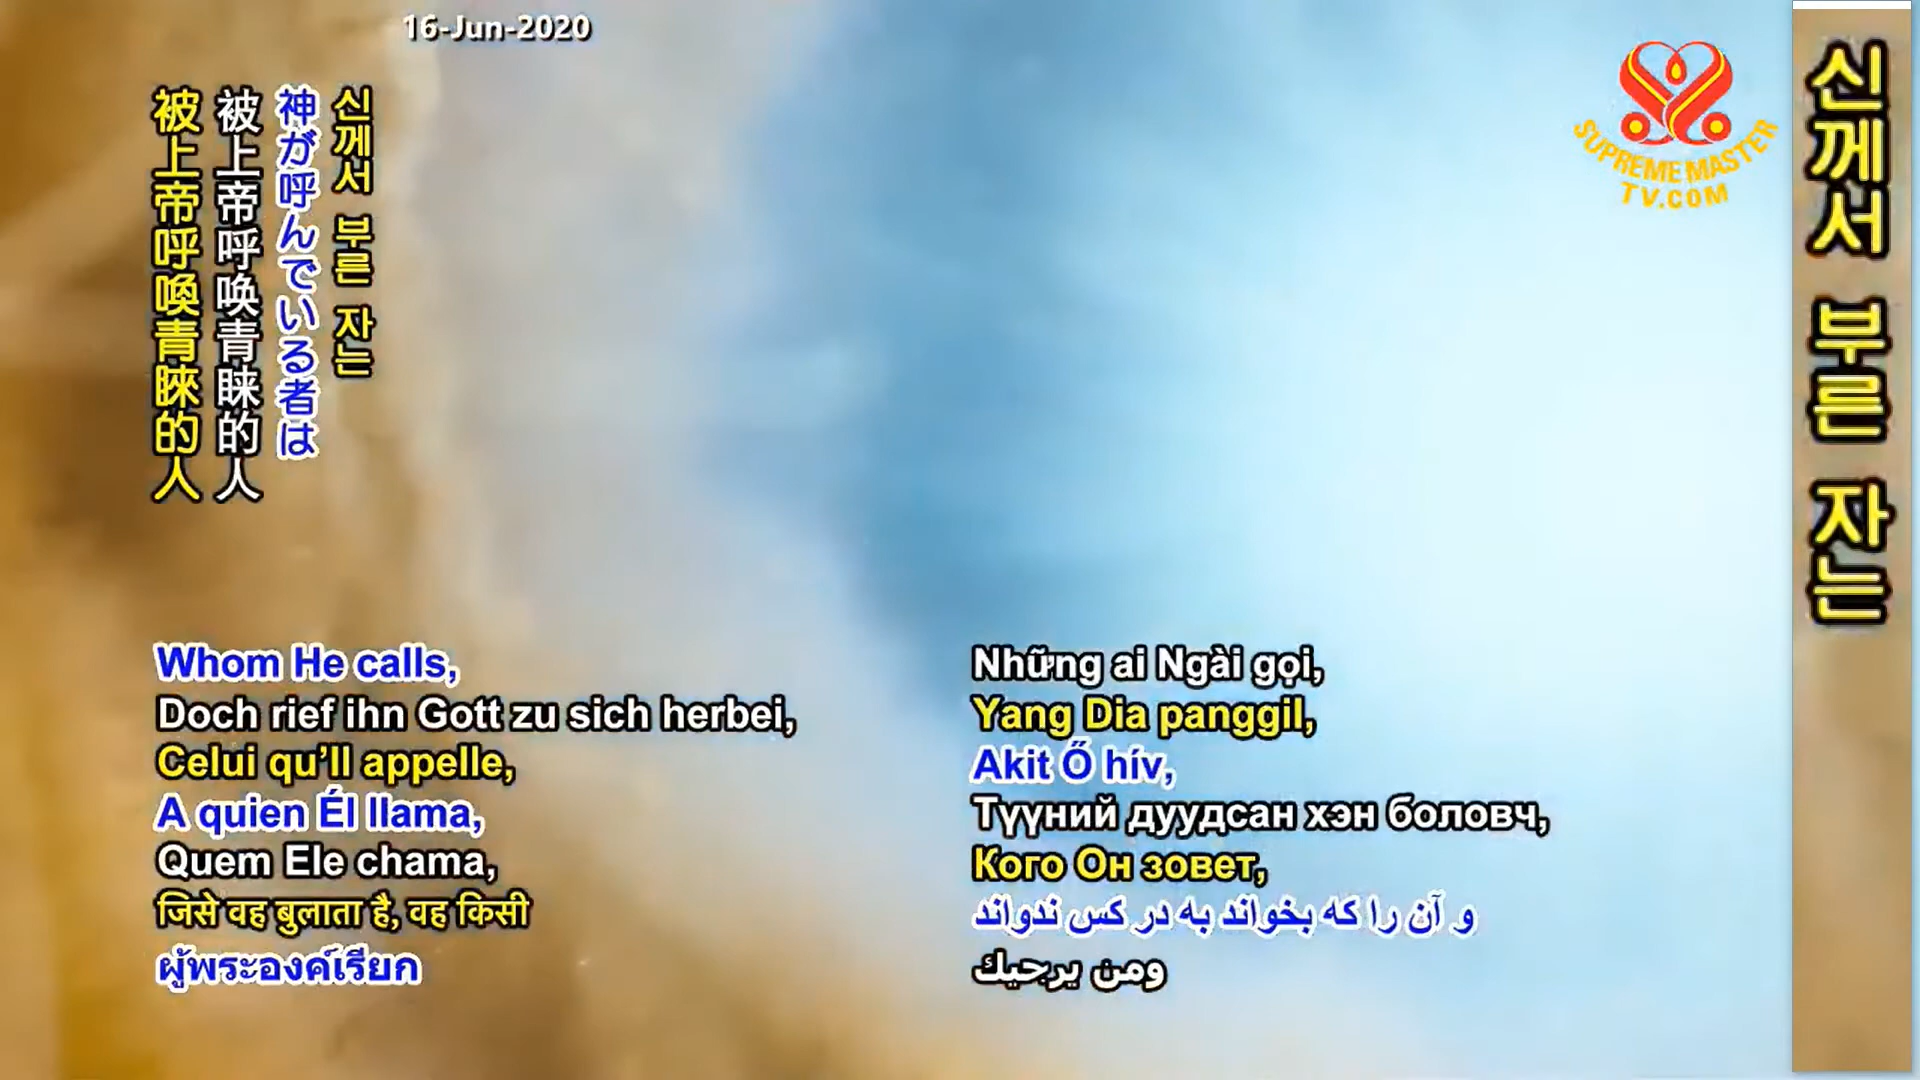 16-Jun-2020
SUPREME MASTER
TV.COM
신께서 부른 자는
神が呼んでいる者は
被上帝呼唤青睐的人
被上帝呼喚青睞的人
신께서 부른 자는
Whom He calls,
Doch rief ihn Gott zu sich herbei,
Celui qu’Il appelle,
A quien Él llama,
Quem Ele chama,
जिसे वह बुलाता है, वह किसी
ผู้พระองค์เรียก
Những ai Ngài gọi,
Yang Dia panggil,
Akit Ő hív,
Түүний дуудсан хэн боловч,
Кого Он зовет,
و آن را که بخواند به در کس ندواند
ومن يرجيك